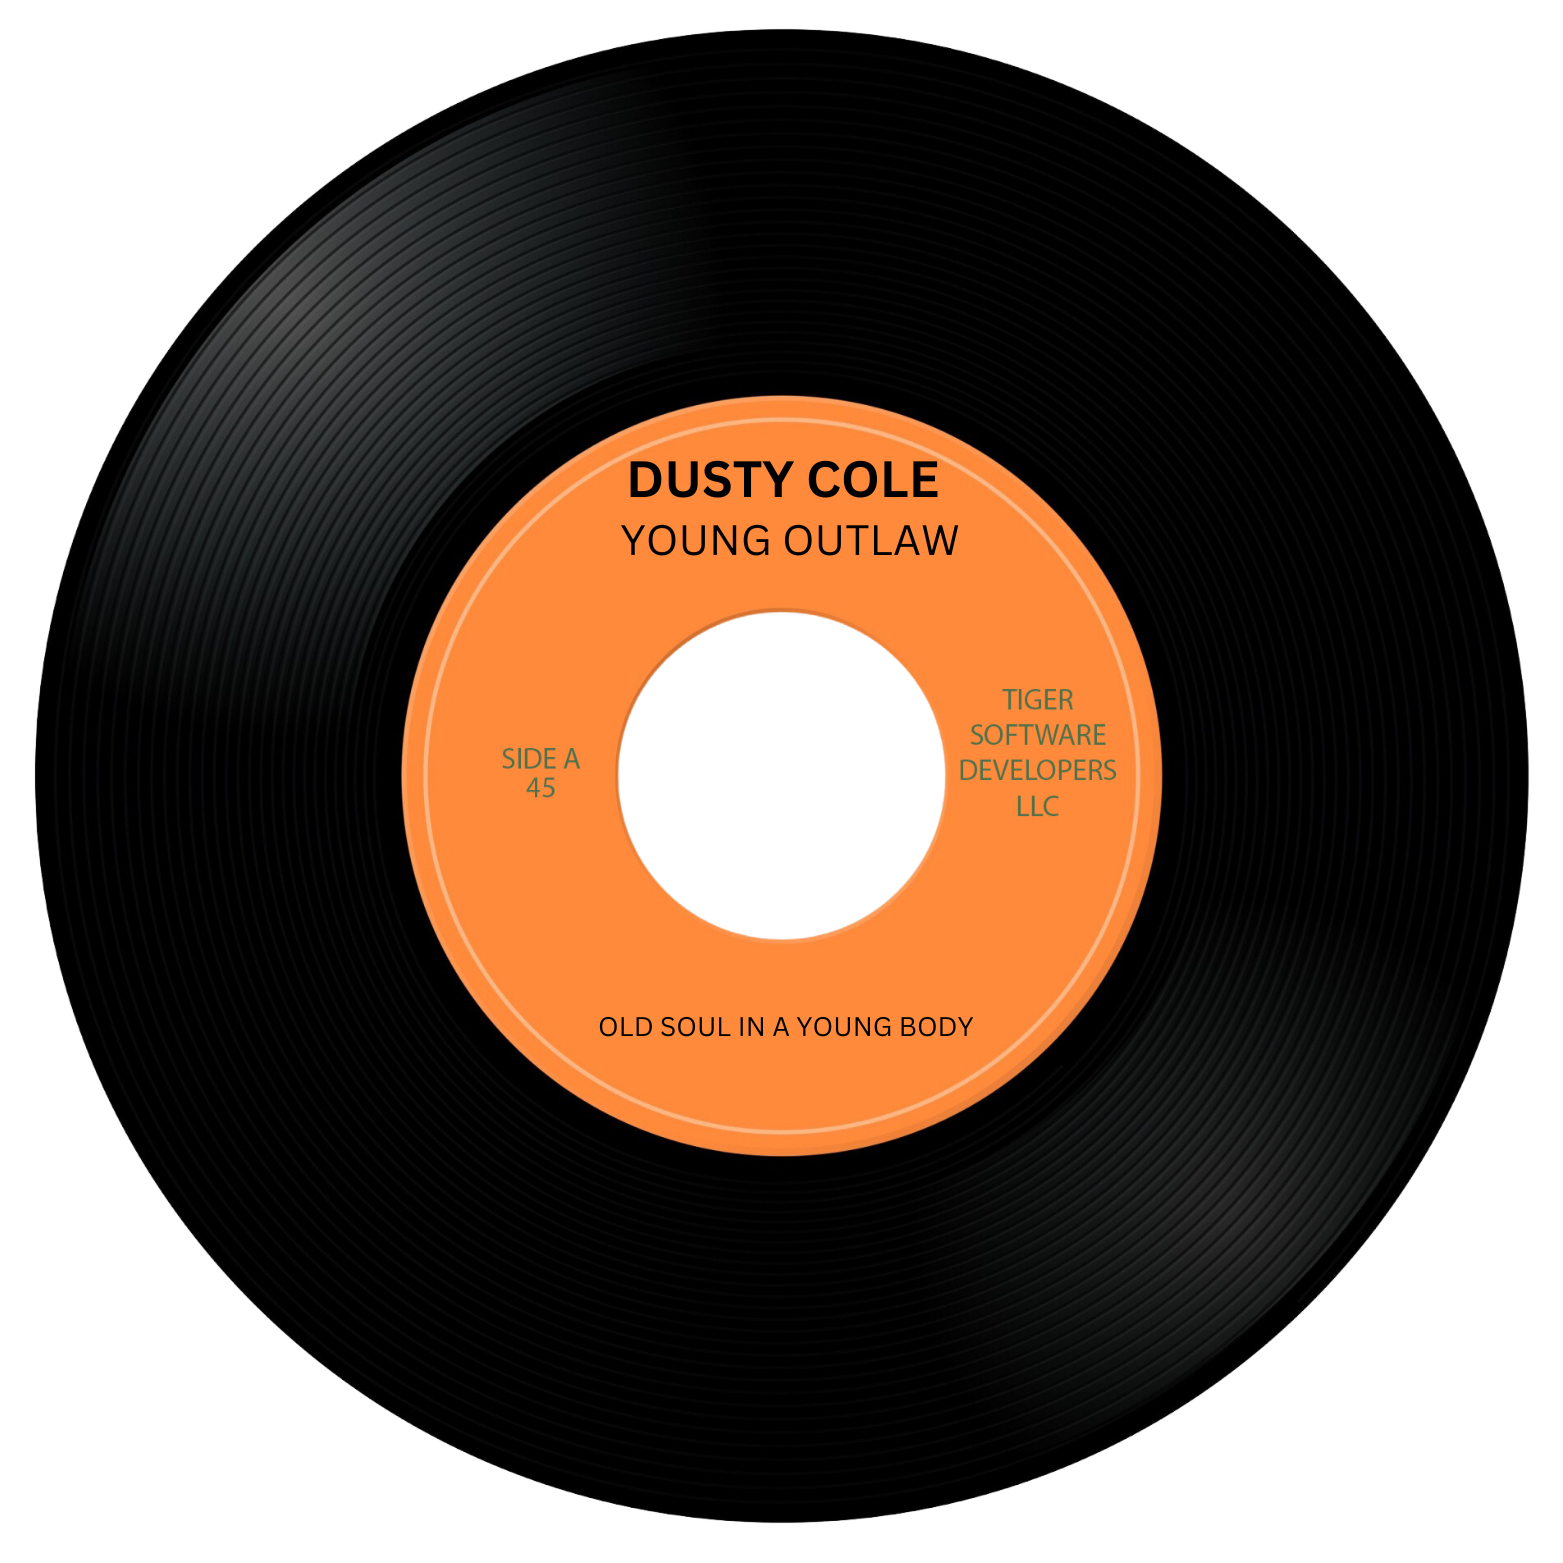 DUSTY COLE
YOUNG OUTLAW
SIDE A
45
TIGER
SOFTWARE
DEVELOPERS
LLC
OLD SOUL IN A YOUNG BODY